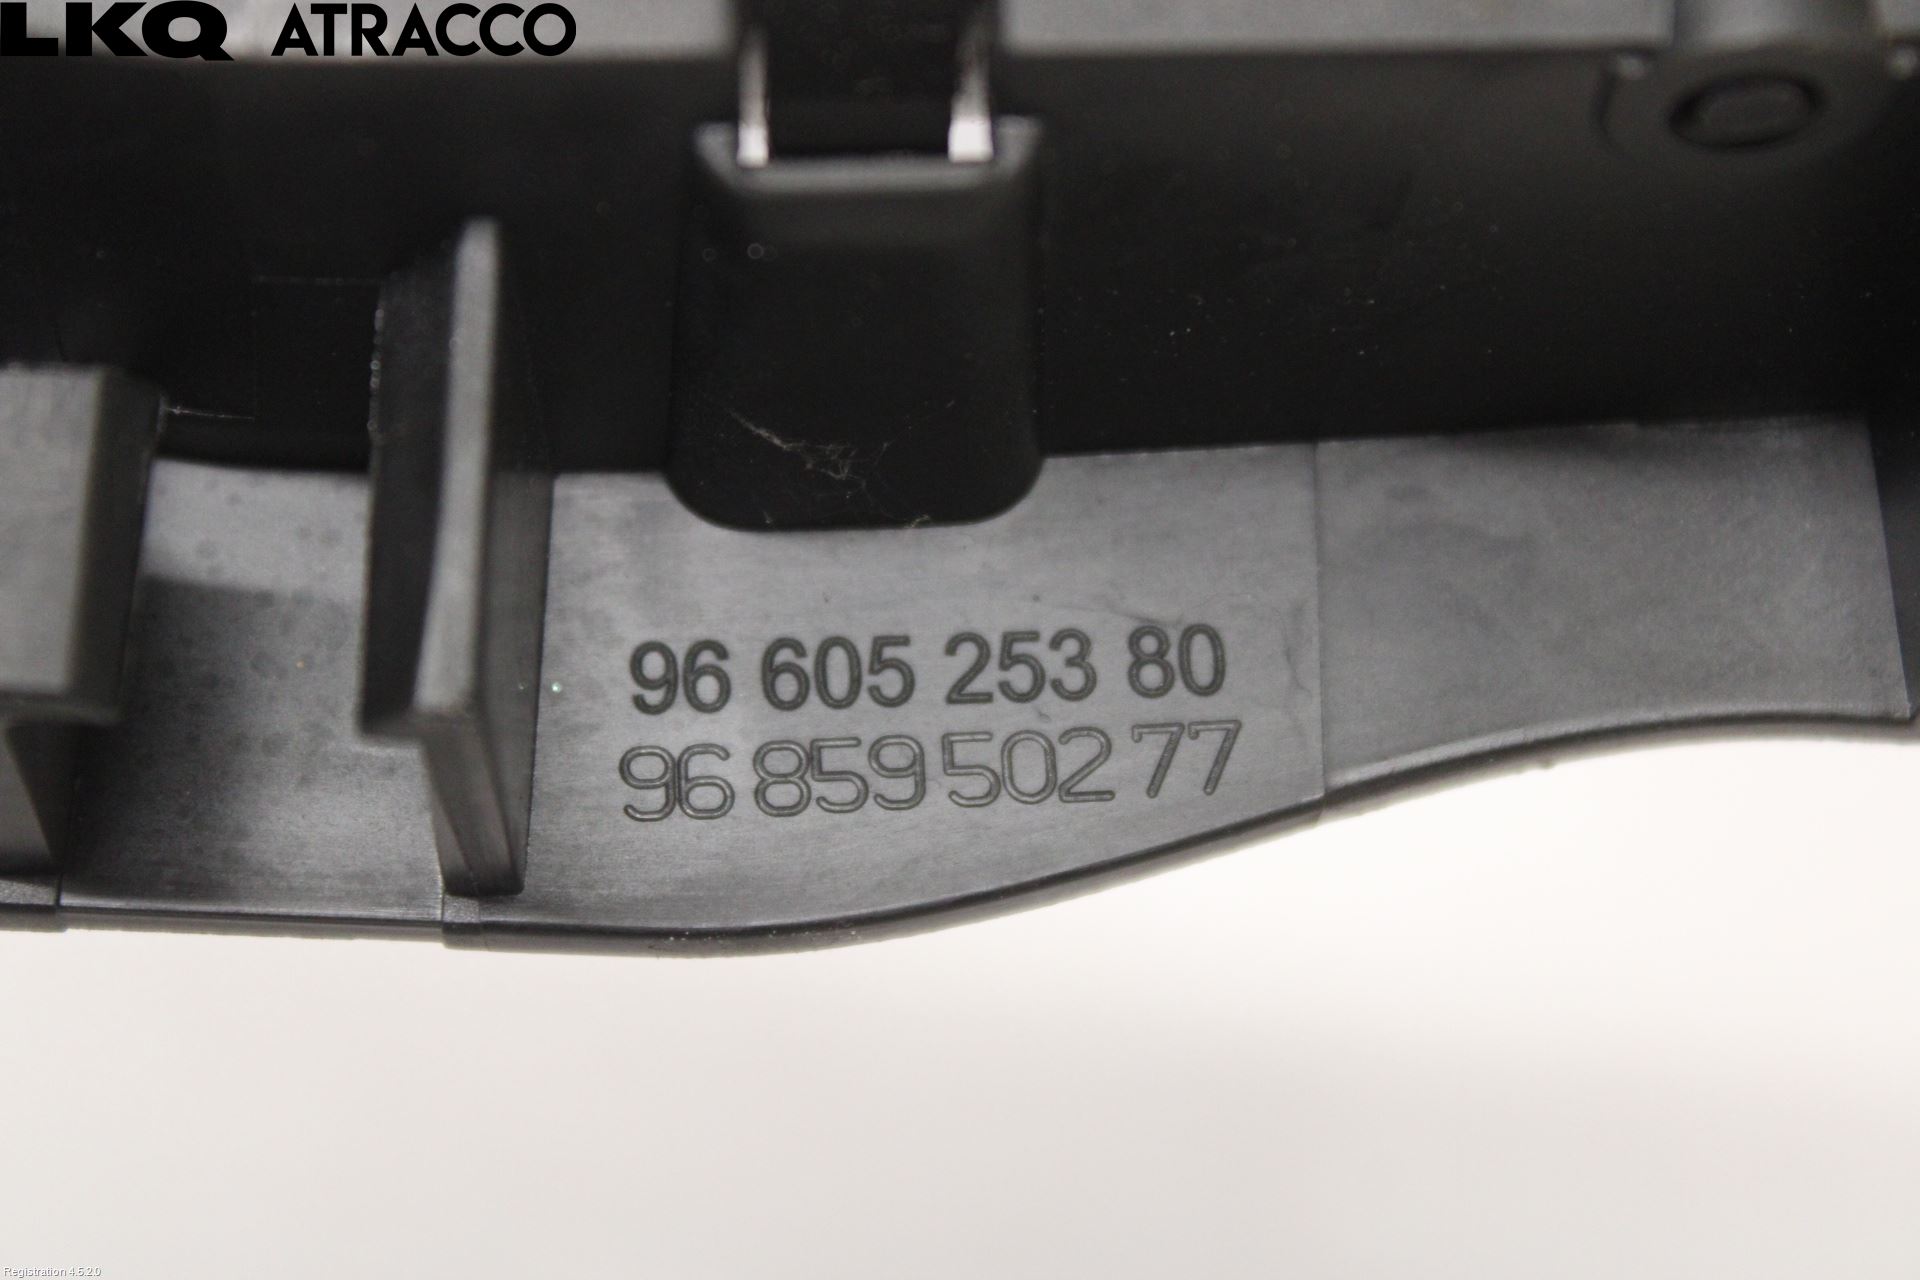 LKQ ATRACCO
96 605 253 80
96 859 502 77
Registration 4.5.2.0